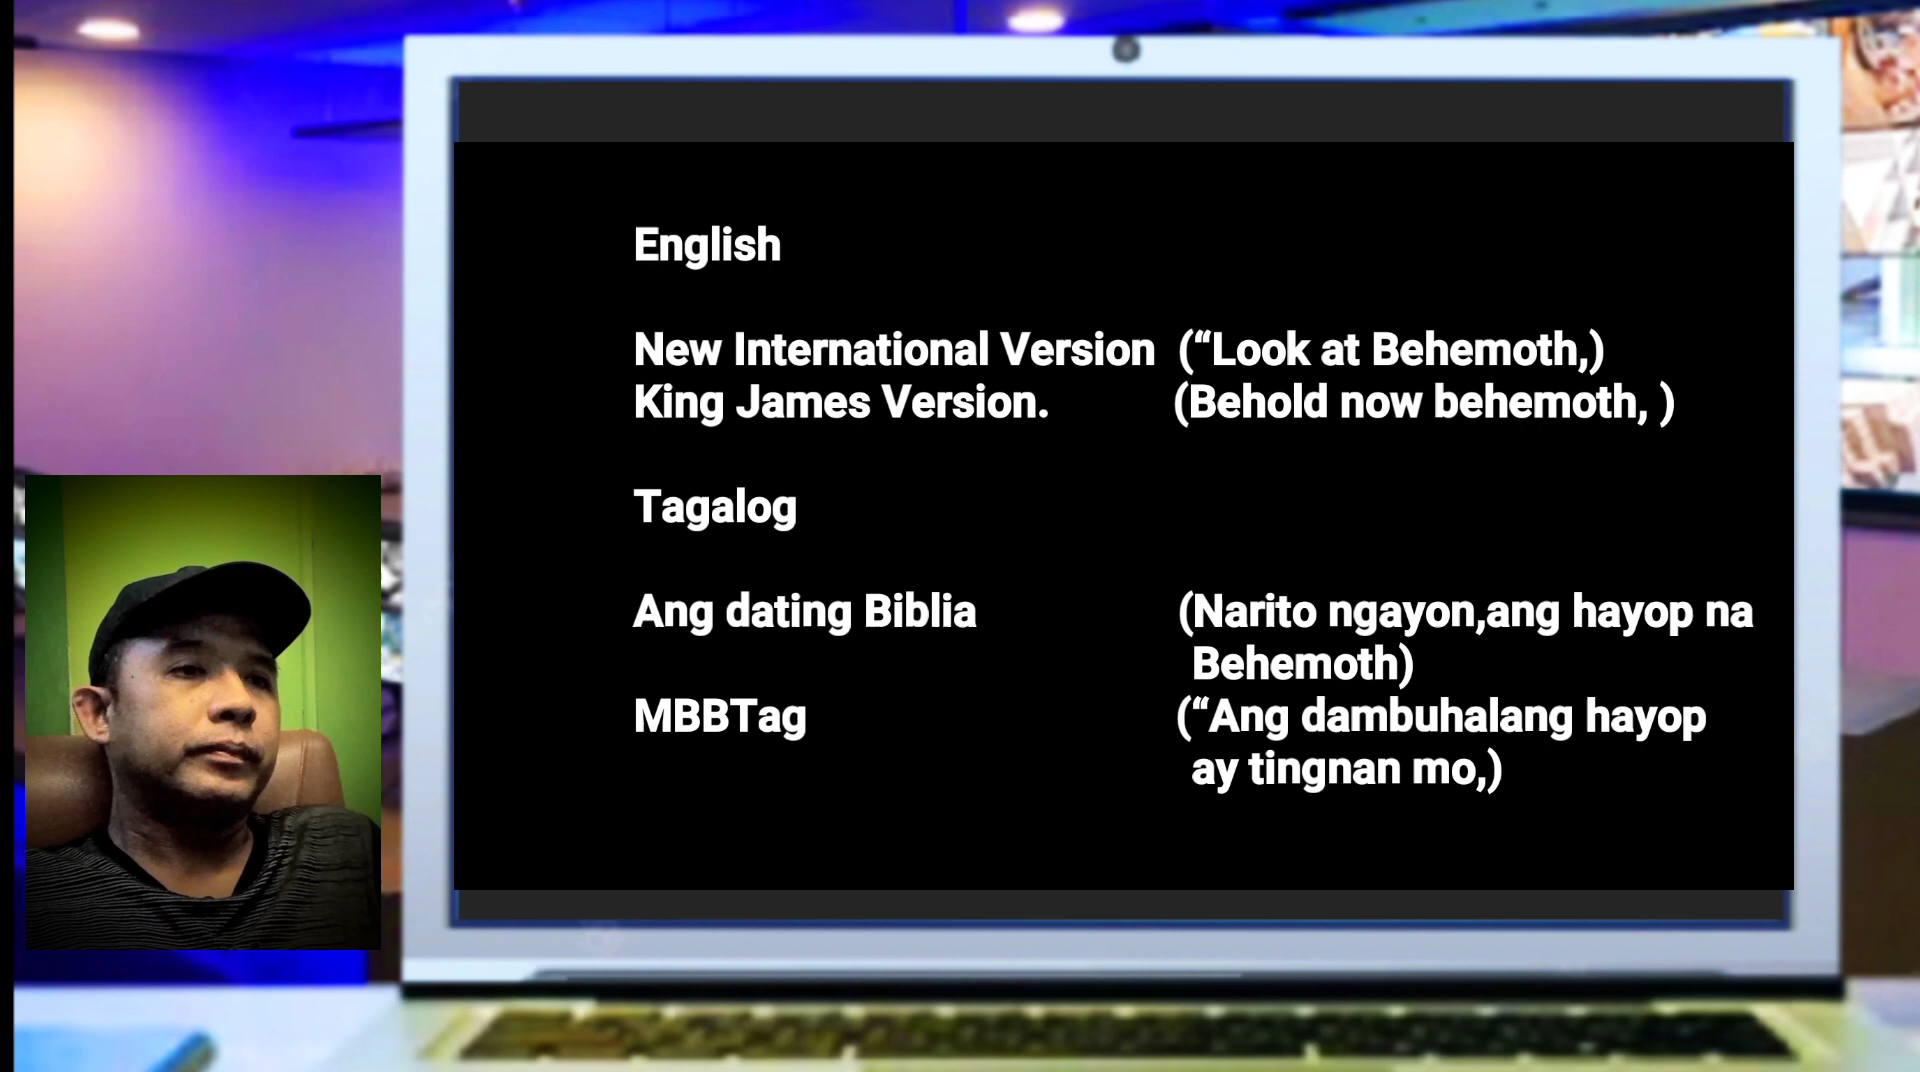 English
New International Version (“Look at Behemoth,)
King James Version. (Behold now behemoth, )
Tagalog
Ang dating Biblia (Narito ngayon,ang hayop na
Behemoth)
MBBTag (“Ang dambuhalang hayop
ay tingnan mo,)